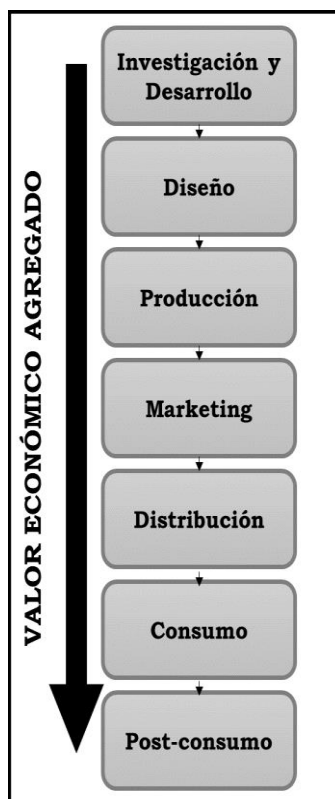 VALOR ECONÓMICO AGREGADO
Investigación y
Desarrollo
Diseño
Producción
Marketing
Distribución
Consumo
Post-consumo